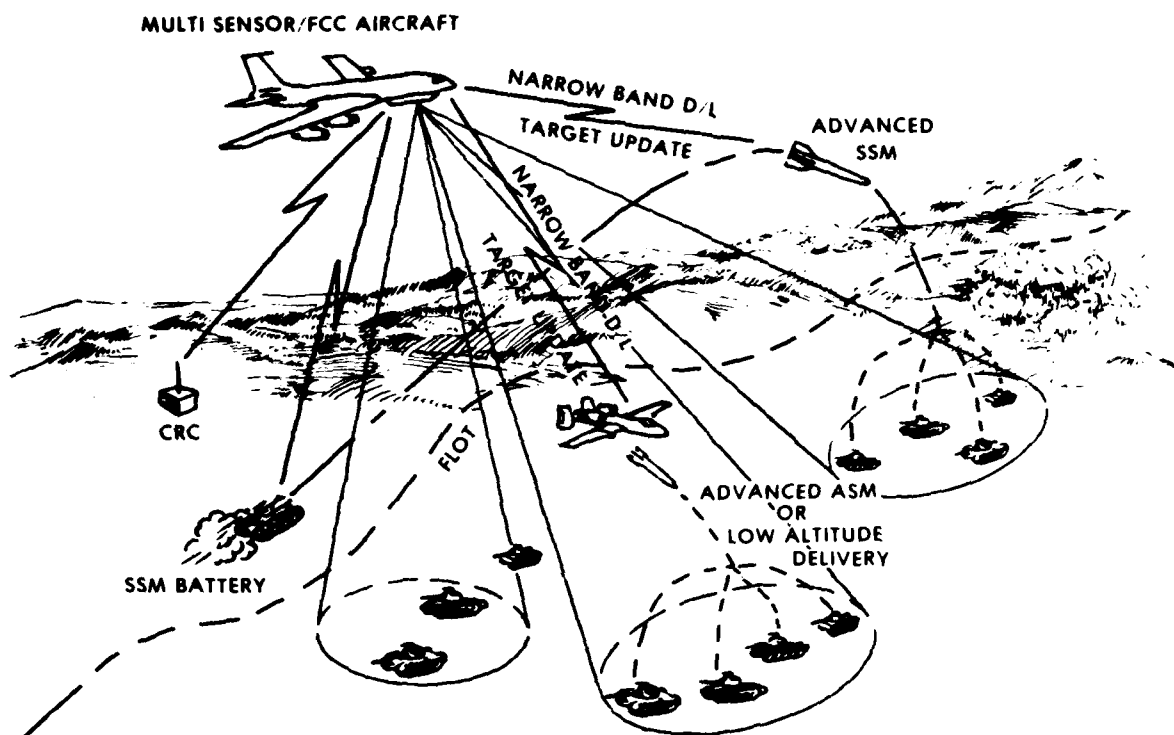 MULTI SENSOR/FCC AIRCRAFT
NARROW BAND D/L
TARGET UPDATE
ADVANCED
SSM
NARROW BAND D/L
TARGET UPDATE
CRC
FLOT
SSM BATTERY
ADVANCED ASM
OR
LOW ALTITUDE
DELIVERY